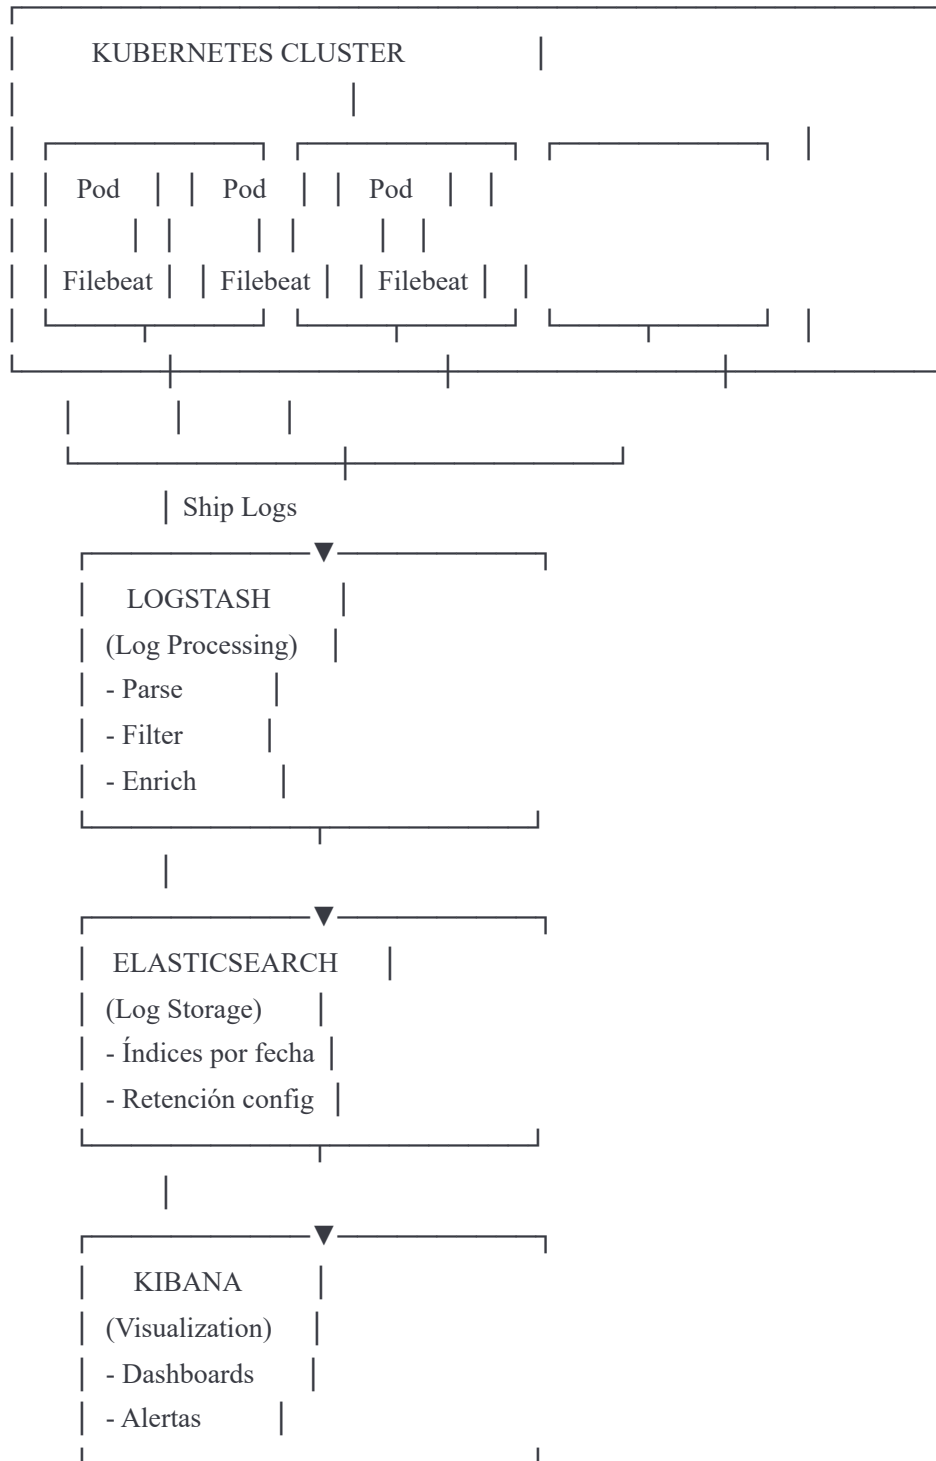 KUBERNETES CLUSTER
Pod Pod Pod
Filebeat Filebeat Filebeat
Ship Logs
LOGSTASH
(Log Processing)
- Parse
- Filter
- Enrich
ELASTICSEARCH
(Log Storage)
- Índices por fecha
- Retención config
KIBANA
(Visualization)
- Dashboards
- Alertas